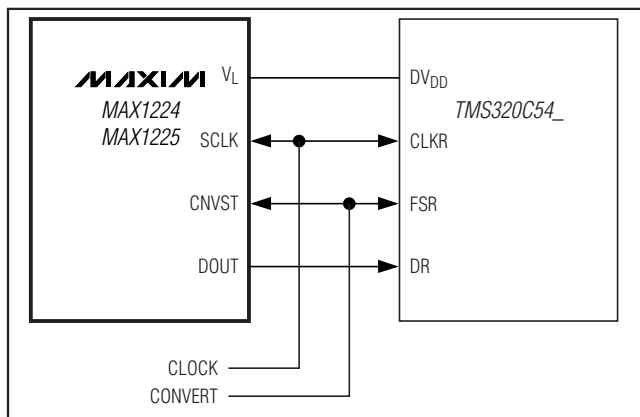 MAXIM
MAX1224
MAX1225
VL
SCLK
CNVST
DOUT
DVDD
TMS320C54_
CLKR
FSR
DR
CLOCK
CONVERT